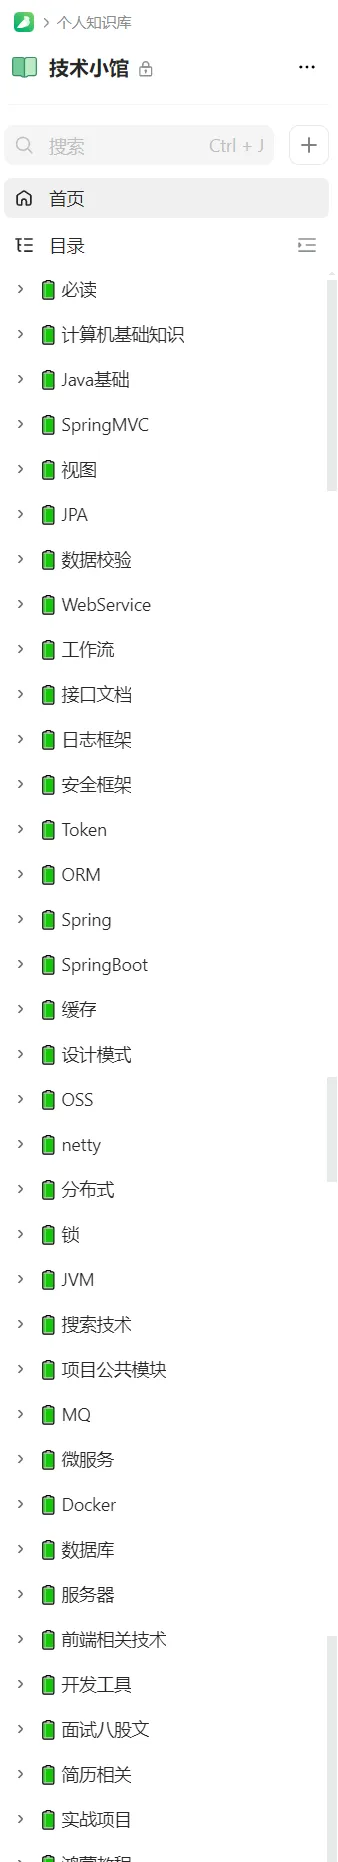 个人知识库
技术小馆
搜索 Ctrl + J
首页
目录
必读
计算机基础知识
Java基础
SpringMVC
视图
JPA
数据校验
WebService
工作流
接口文档
日志框架
安全框架
Token
ORM
Spring
SpringBoot
缓存
设计模式
OSS
netty
分布式
锁
JVM
搜索技术
项目公共模块
MQ
微服务
Docker
数据库
服务器
前端相关技术
开发工具
面试八股文
简历相关
实战项目
鸿蒙教程